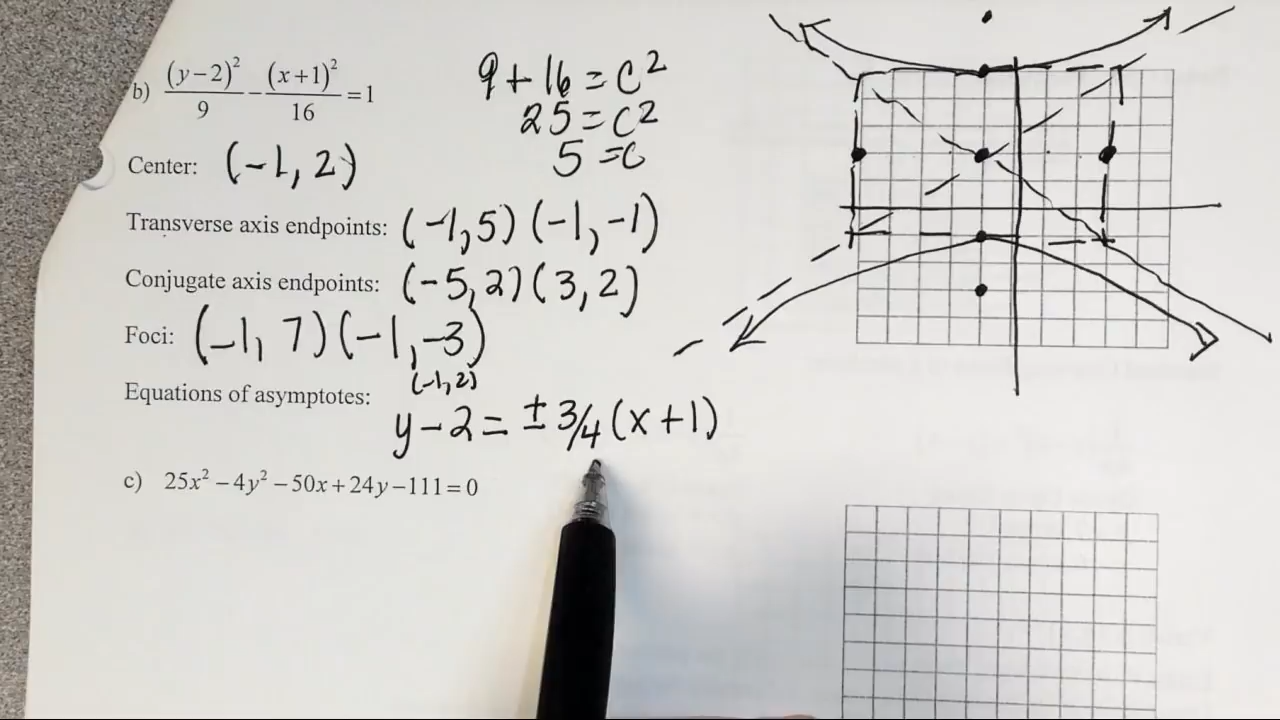 b) (y−2)²/9 − (x+1)²/16 = 1
9 + 16 = C²
25 = C²
5 = C
Center: (-1, 2)
Transverse axis endpoints: (-1, 5) (-1, -1)
Conjugate axis endpoints: (-5, 2) (3, 2)
Foci: (-1, 7) (-1, -3)
(-1, 2)
Equations of asymptotes:
y - 2 = ± 3/4 (x + 1)
c) 25x² − 4y² − 50x + 24y − 111 = 0